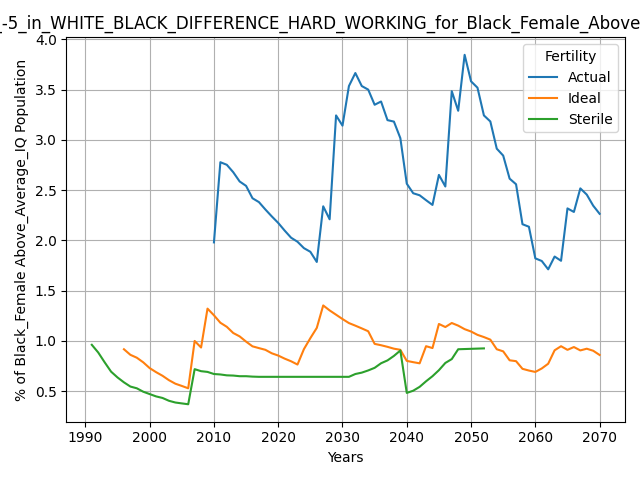 _-5_in_WHITE_BLACK_DIFFERENCE_HARD_WORKING_for_Black_Female_Above
% of Black_Female Above_Average_IQ Population
4.0
3.5
3.0
2.5
2.0
1.5
1.0
0.5
Fertility
Actual
Ideal
Sterile
1990 2000 2010 2020 2030 2040 2050 2060 2070
Years